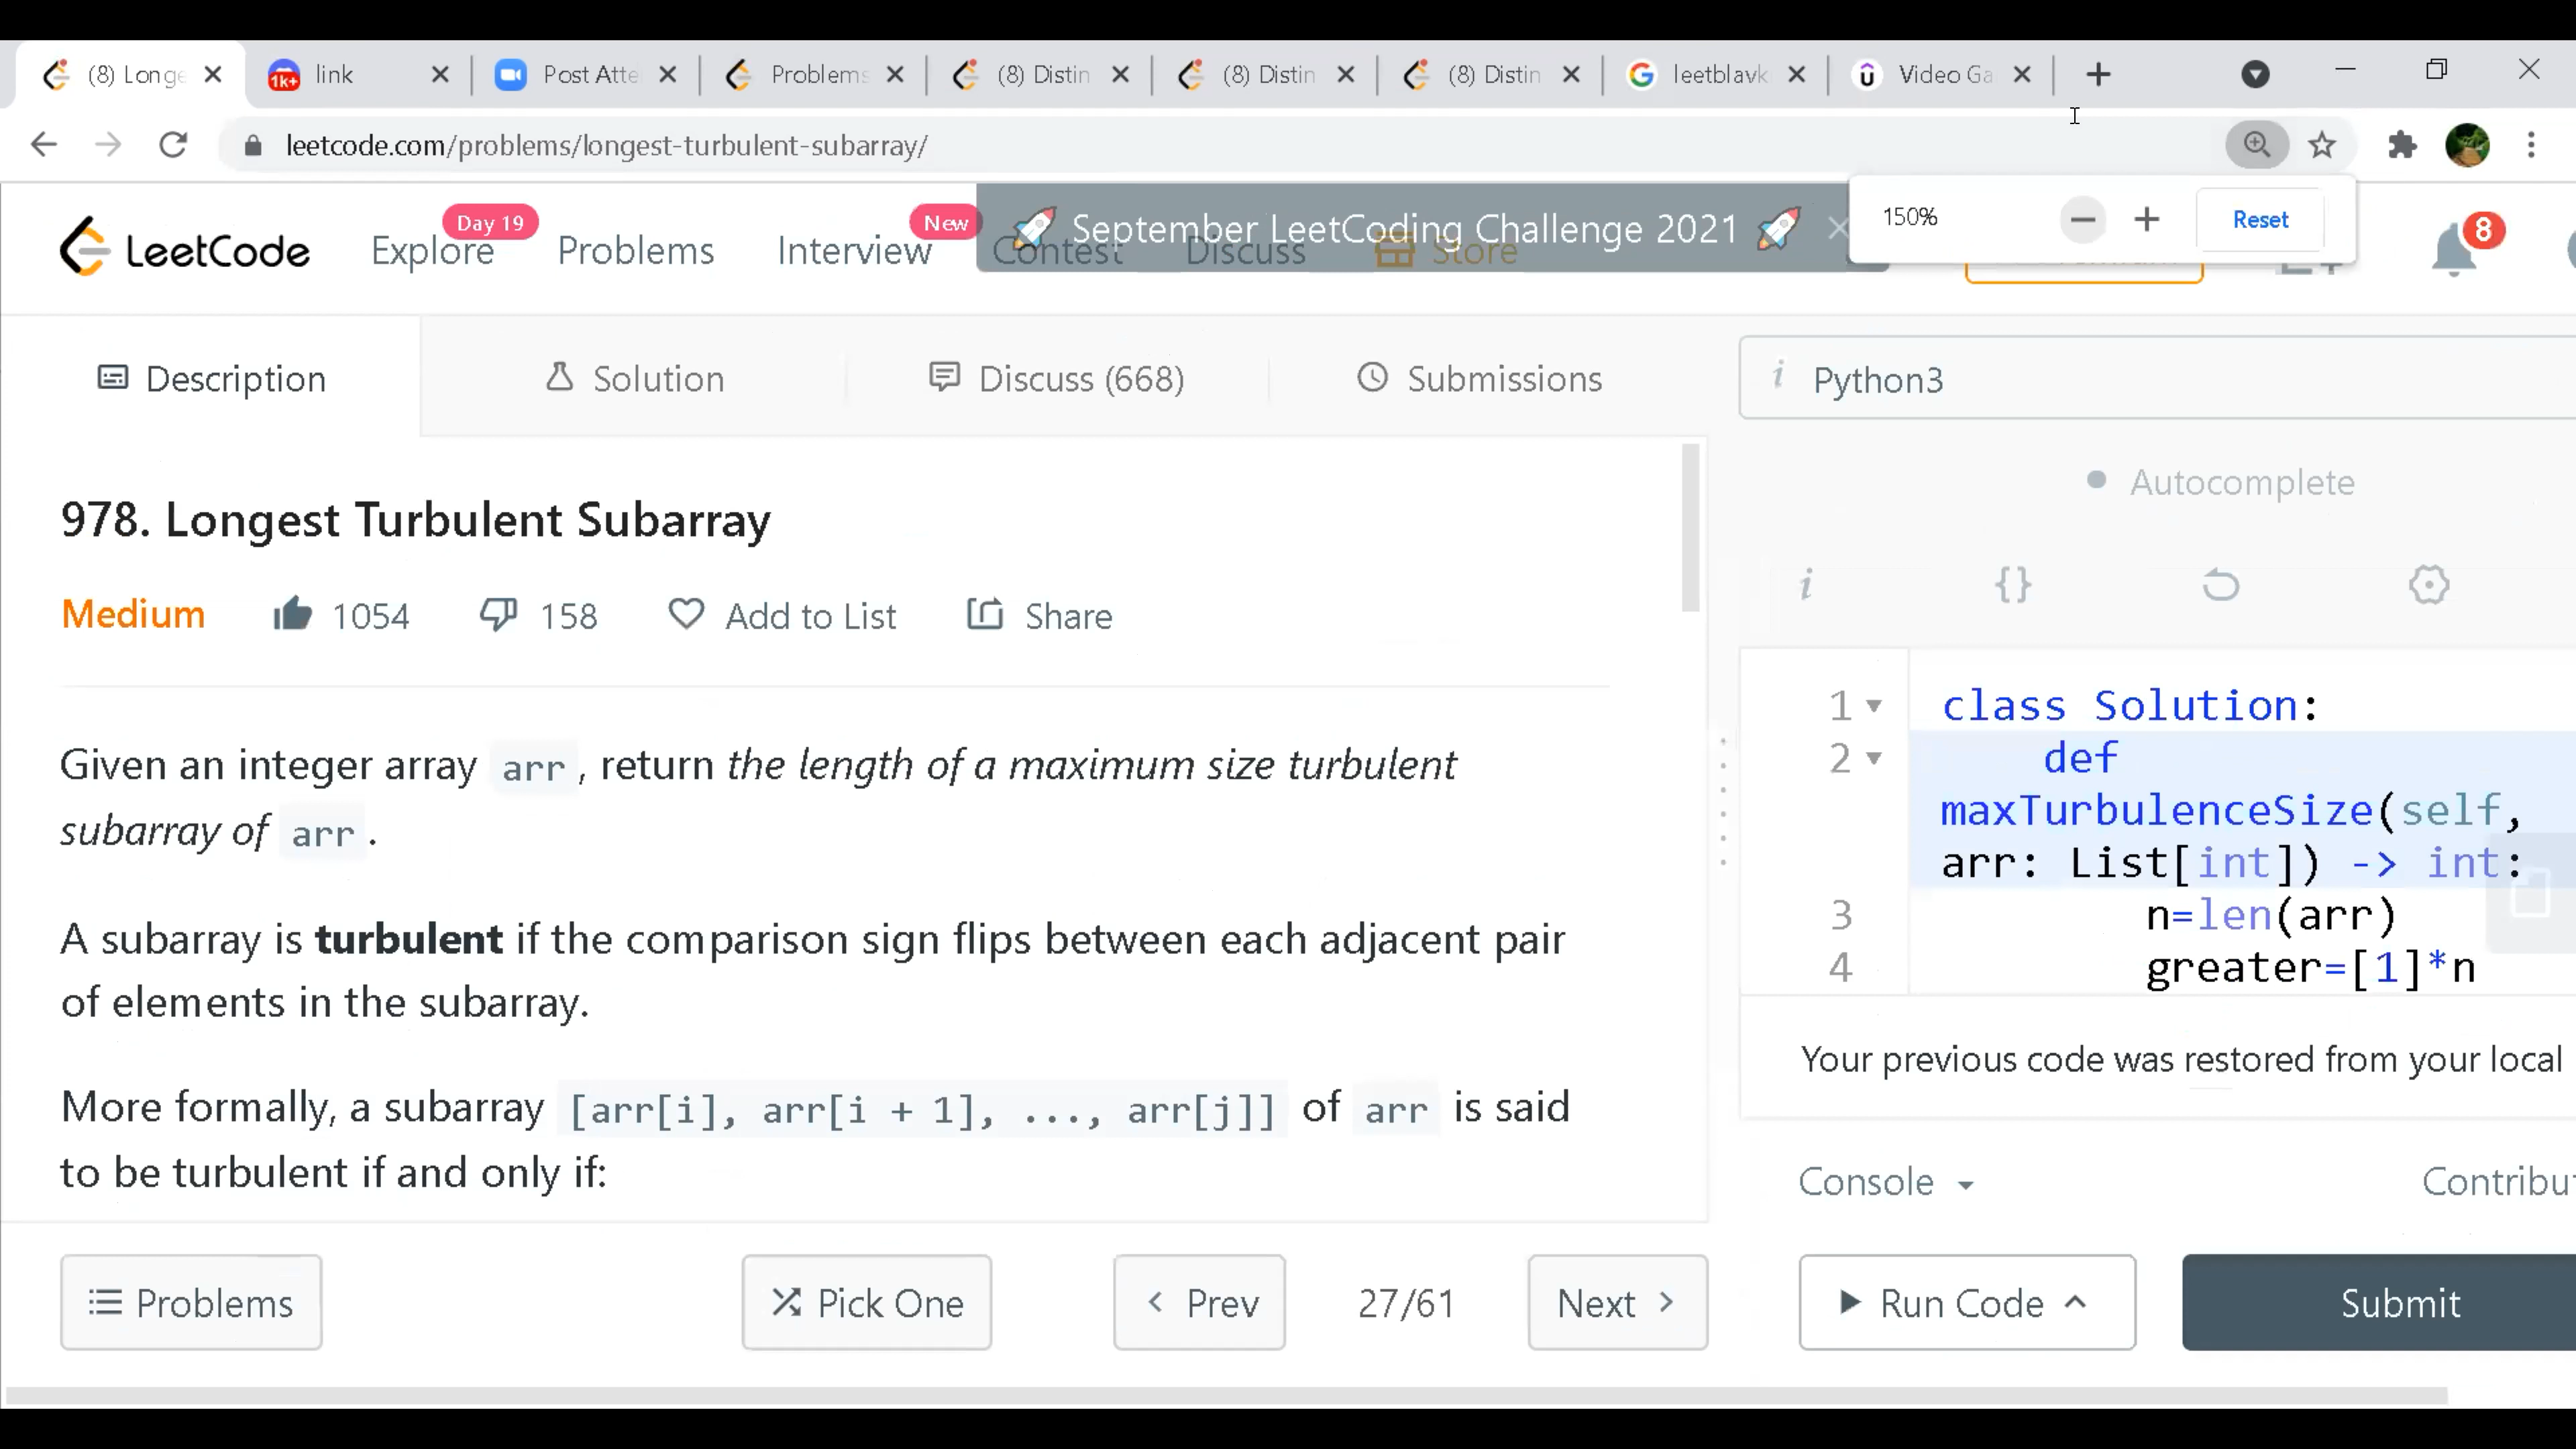 (8) Longe
link
Post Atte
Problems
(8) Distin
(8) Distin
(8) Distin
leetblavk
Video Ga
1k+
leetcode.com/problems/longest-turbulent-subarray/
150%
Reset
LeetCode
Explore
Day 19
Problems
Interview
New
Contest
Discuss
Store
🚀 September LeetCoding Challenge 2021 🚀
8
Description
Solution
Discuss (668)
Submissions
978. Longest Turbulent Subarray
Medium 1054 158 Add to List Share
Given an integer array arr, return the length of a maximum size turbulent
subarray of arr.
A subarray is turbulent if the comparison sign flips between each adjacent pair
of elements in the subarray.
More formally, a subarray [arr[i], arr[i + 1], ..., arr[j]] of arr is said
to be turbulent if and only if:
Problems
Pick One
< Prev
27/61
Next >
i Python3
Autocomplete
i {}
1 class Solution:
2 def
maxTurbulenceSize(self,
arr: List[int]) -> int:
3 n=len(arr)
4 greater=[1]*n
Your previous code was restored from your local
Console
Contribu
Run Code
Submit